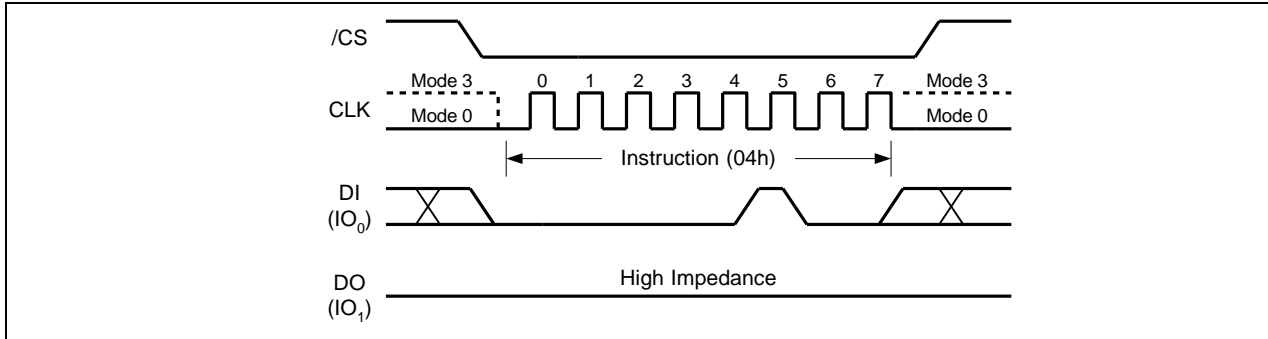 /CS
Mode 3 0 1 2 3 4 5 6 7 Mode 3
CLK
Mode 0 Mode 0
Instruction (04h)
DI
(IO₀)
High Impedance
DO
(IO₁)